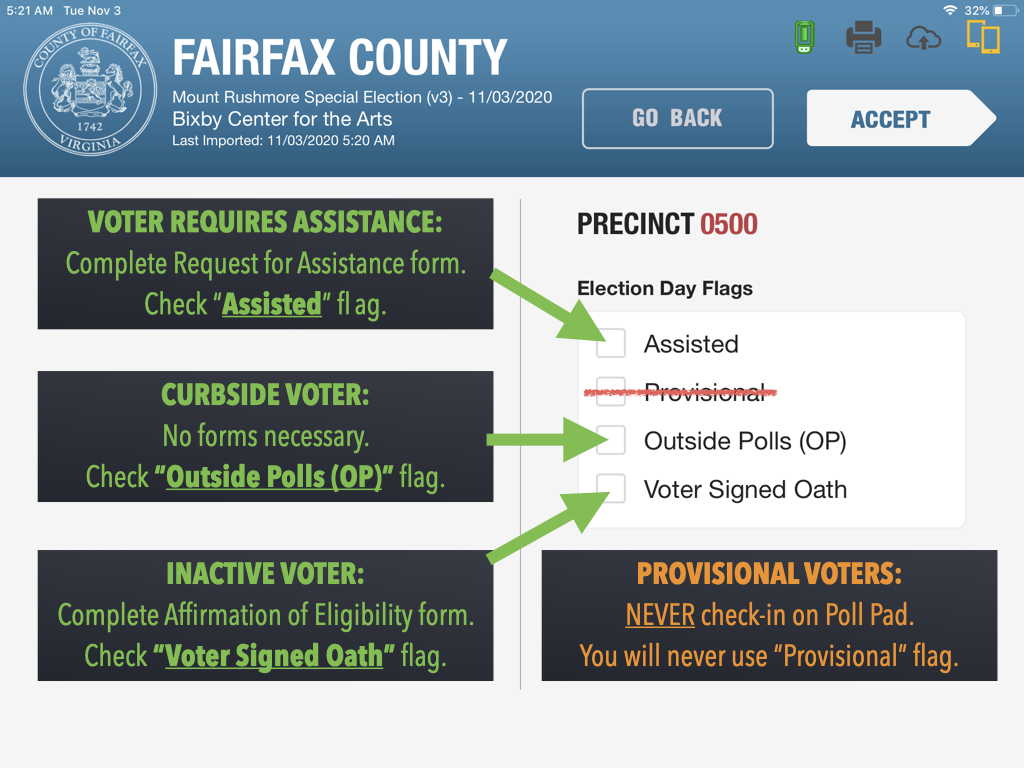 5:21 AM Tue Nov 3
32%
COUNTY OF FAIRFAX
1742
VIRGINIA
FAIRFAX COUNTY
Mount Rushmore Special Election (v3) - 11/03/2020
Bixby Center for the Arts
Last Imported: 11/03/2020 5:20 AM
GO BACK
ACCEPT
VOTER REQUIRES ASSISTANCE:
Complete Request for Assistance form.
Check “Assisted” flag.
CURBSIDE VOTER:
No forms necessary.
Check “Outside Polls (OP)” flag.
INACTIVE VOTER:
Complete Affirmation of Eligibility form.
Check “Voter Signed Oath” flag.
PRECINCT 0500
Election Day Flags
Assisted
Provisional
Outside Polls (OP)
Voter Signed Oath
PROVISIONAL VOTERS:
NEVER check-in on Poll Pad.
You will never use “Provisional” flag.